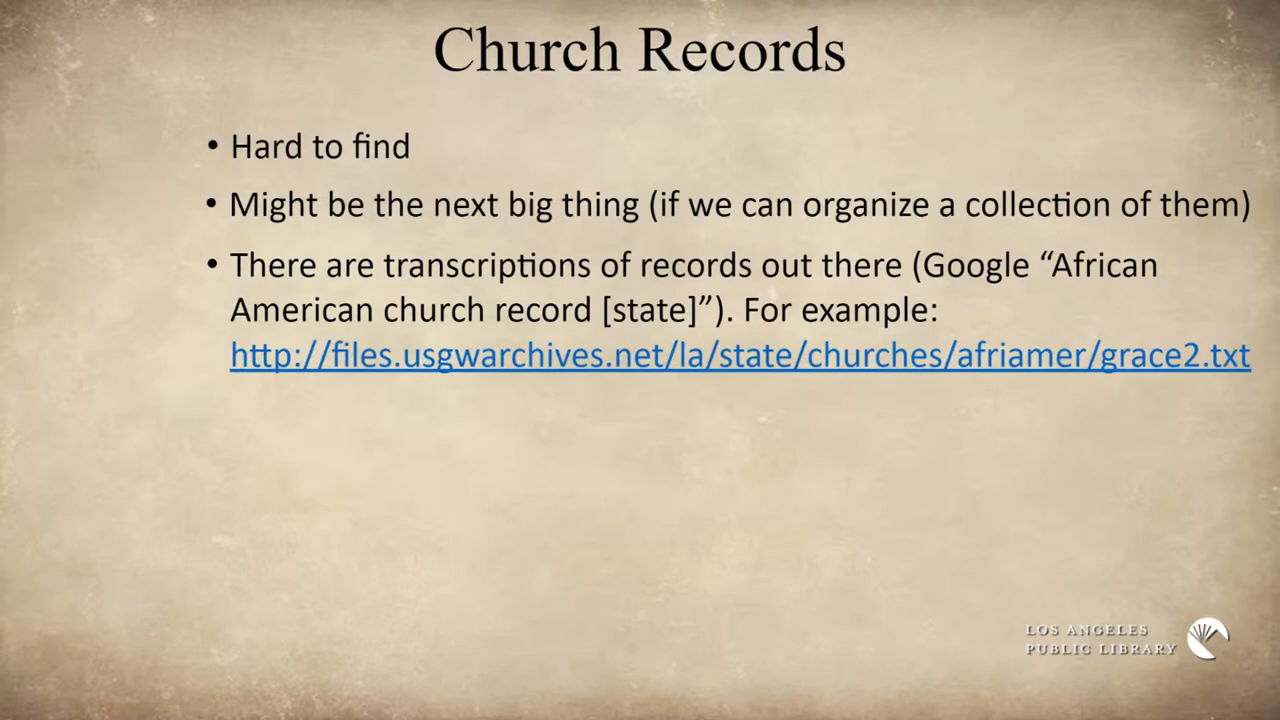 Church Records
• Hard to find
• Might be the next big thing (if we can organize a collection of them)
• There are transcriptions of records out there (Google “African
American church record [state]”). For example:
http://files.usgwarchives.net/la/state/churches/afriamer/grace2.txt
LOS ANGELES
PUBLIC LIBRARY